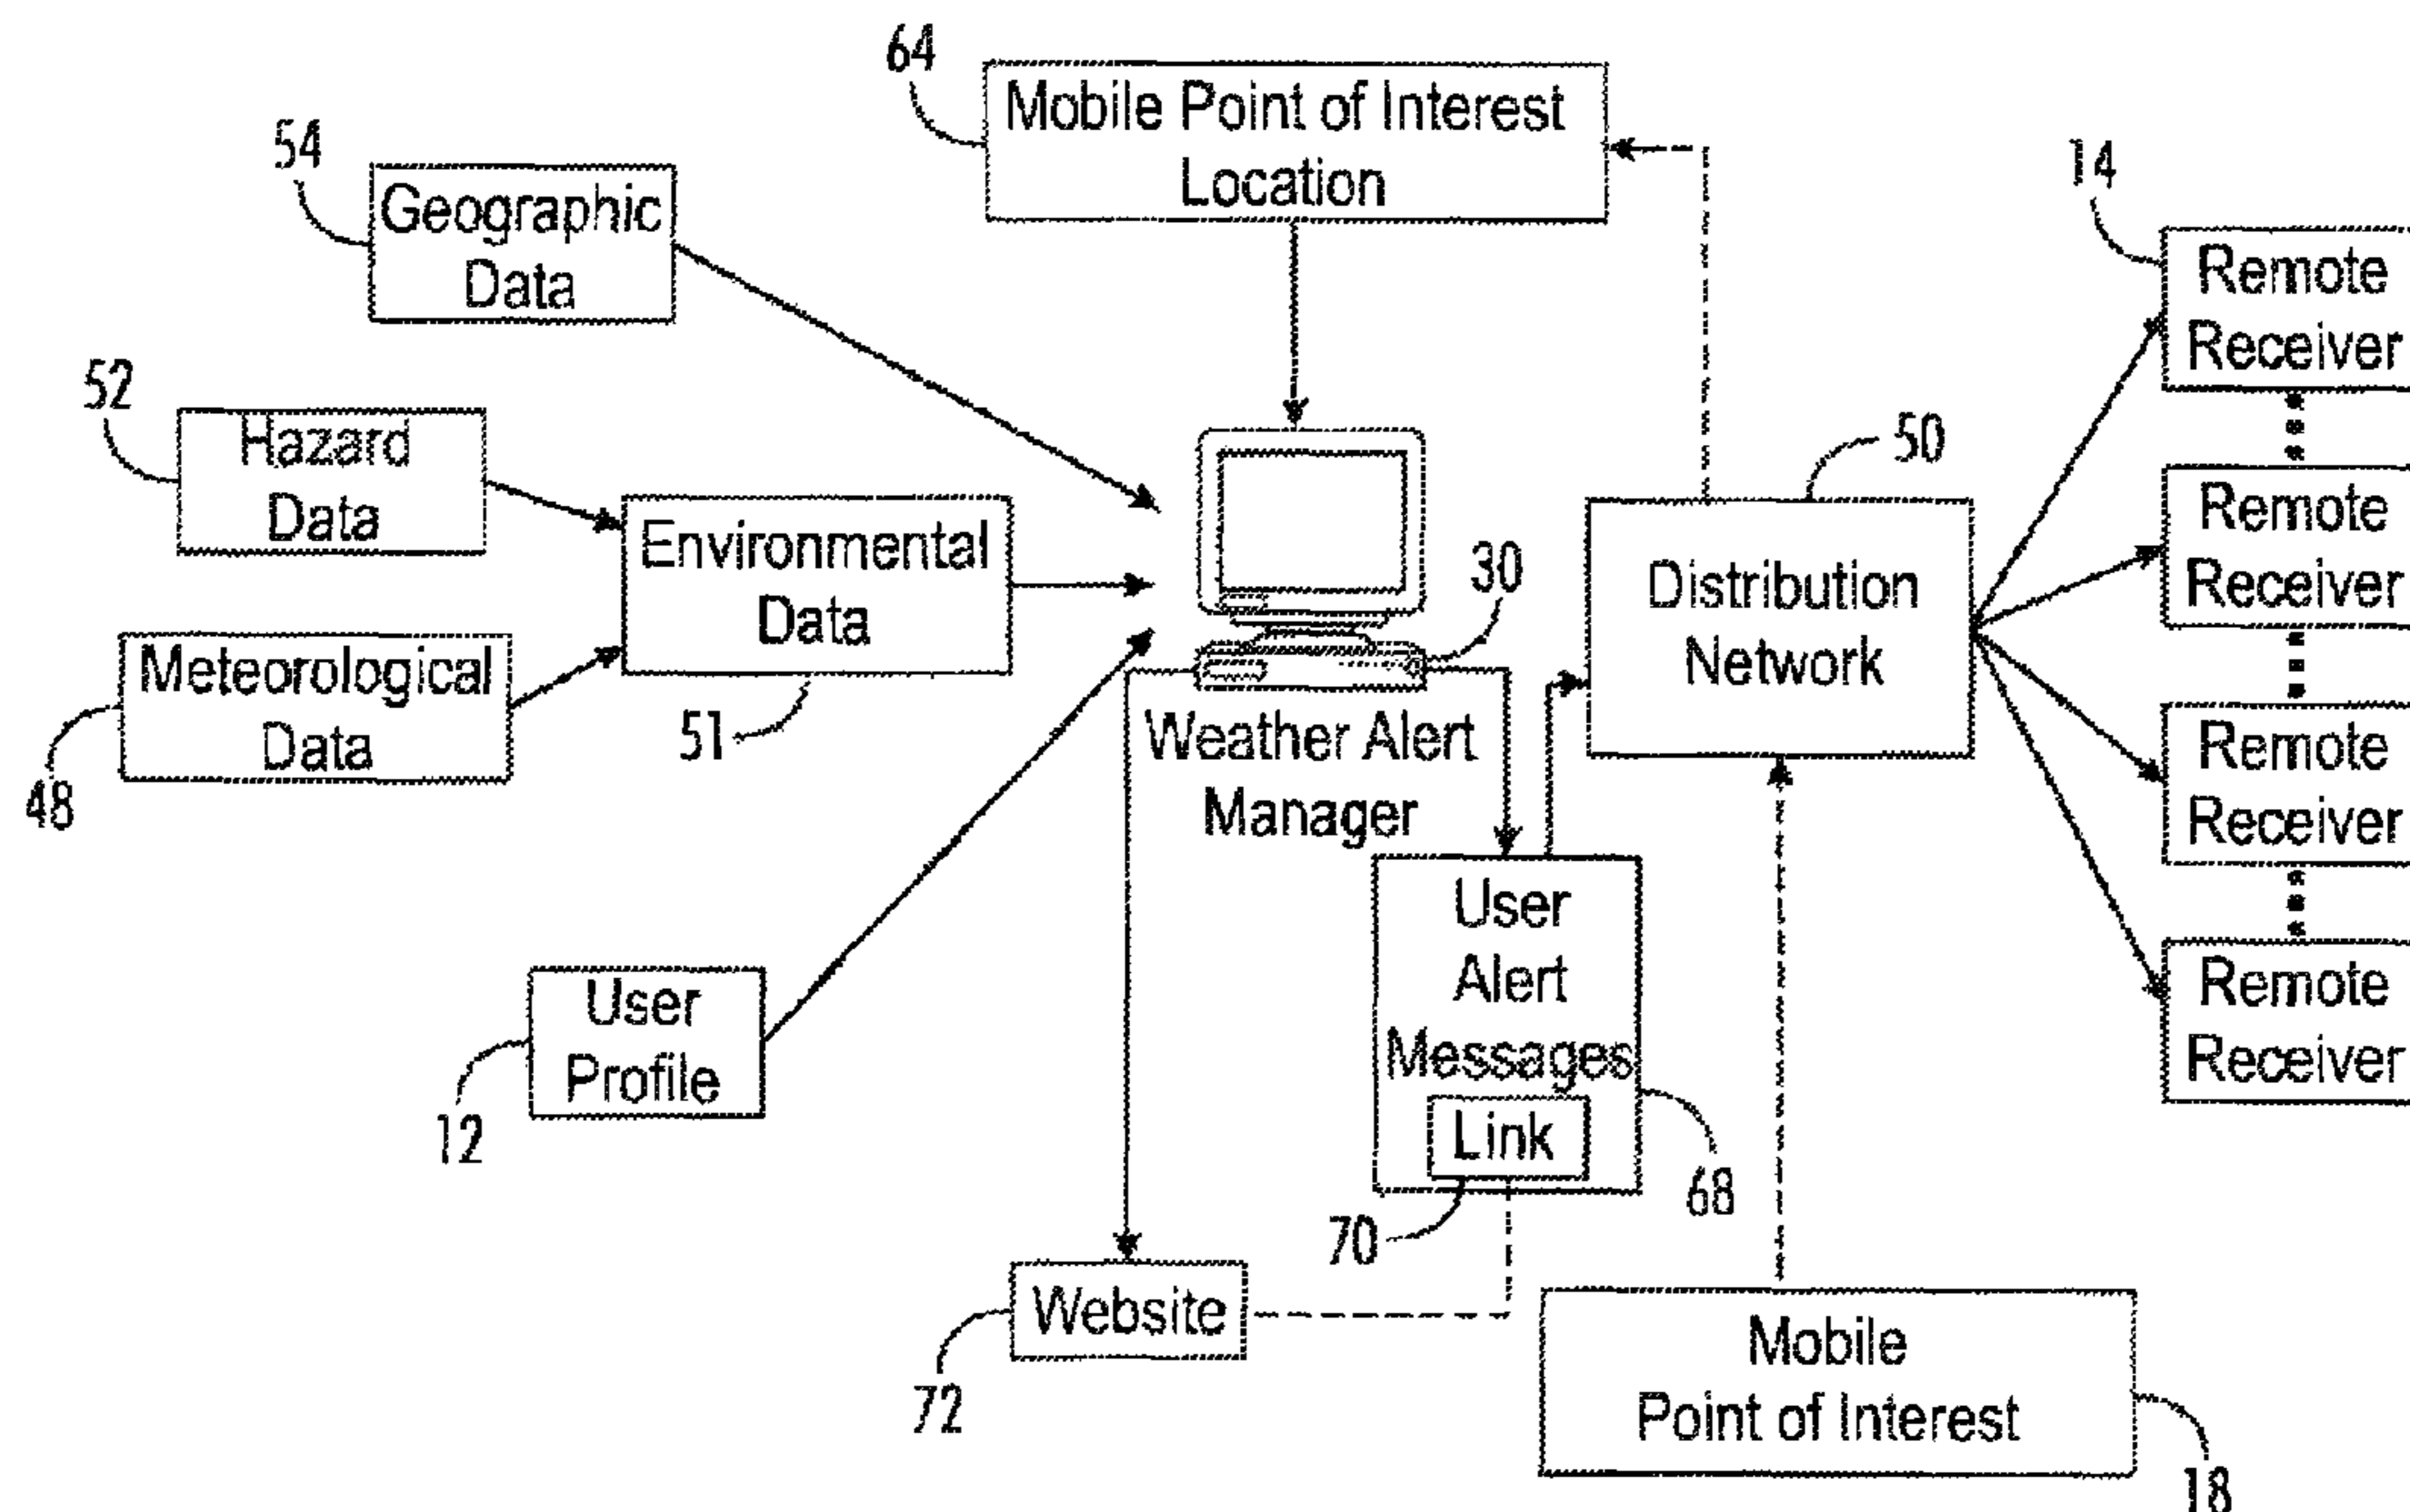 64
Mobile Point of Interest
Location
54
Geographic
Data
14
Remote
Receiver
52
Hazard
Data
50
Remote
Receiver
Environmental
Data
30
Distribution
Network
Meteorological
Data
51
48
Weather Alert
Manager
Remote
Receiver
User
Alert
Messages
Link
68
70
User
Profile
12
Remote
Receiver
Website
72
Mobile
Point of Interest
18